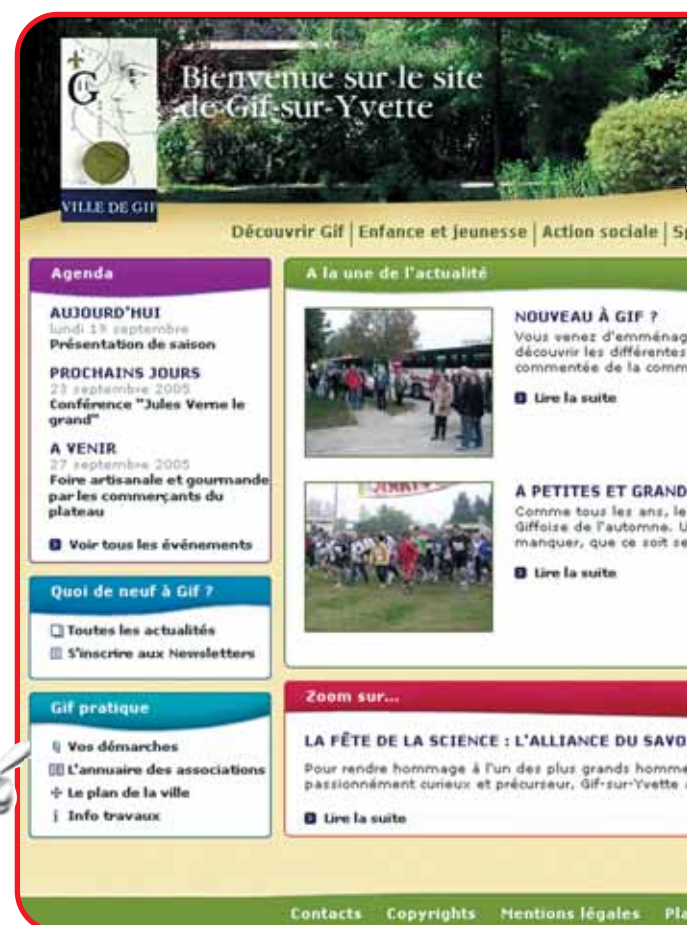 G
VILLE DE GIF
Bienvenue sur le site
de Gif-sur-Yvette
Découvrir Gif | Enfance et jeunesse | Action sociale | Sp
Agenda
AUJOURD'HUI
lundi 19 septembre
Présentation de saison
PROCHAINS JOURS
23 septembre 2005
Conférence "Jules Verne le
grand"
A VENIR
27 septembre 2005
Foire artisanale et gourmande
par les commerçants du
plateau
Voir tous les événements
Quoi de neuf à Gif ?
Toutes les actualités
S'inscrire aux Newsletters
Gif pratique
Vos démarches
L'annuaire des associations
Le plan de la ville
Info travaux
A la une de l'actualité
NOUVEAU À GIF ?
Vous venez d'emménag
découvrir les différentes
commentée de la comm
Lire la suite
A PETITES ET GRAND
Comme tous les ans, le
Giffoise de l'automne. U
manquer, que ce soit se
Lire la suite
Zoom sur...
LA FÊTE DE LA SCIENCE : L'ALLIANCE DU SAVO
Pour rendre hommage à l'un des plus grands homme
passionnément curieux et précurseur, Gif-sur-Yvette
Lire la suite
Contacts Copyrights Mentions légales Pla